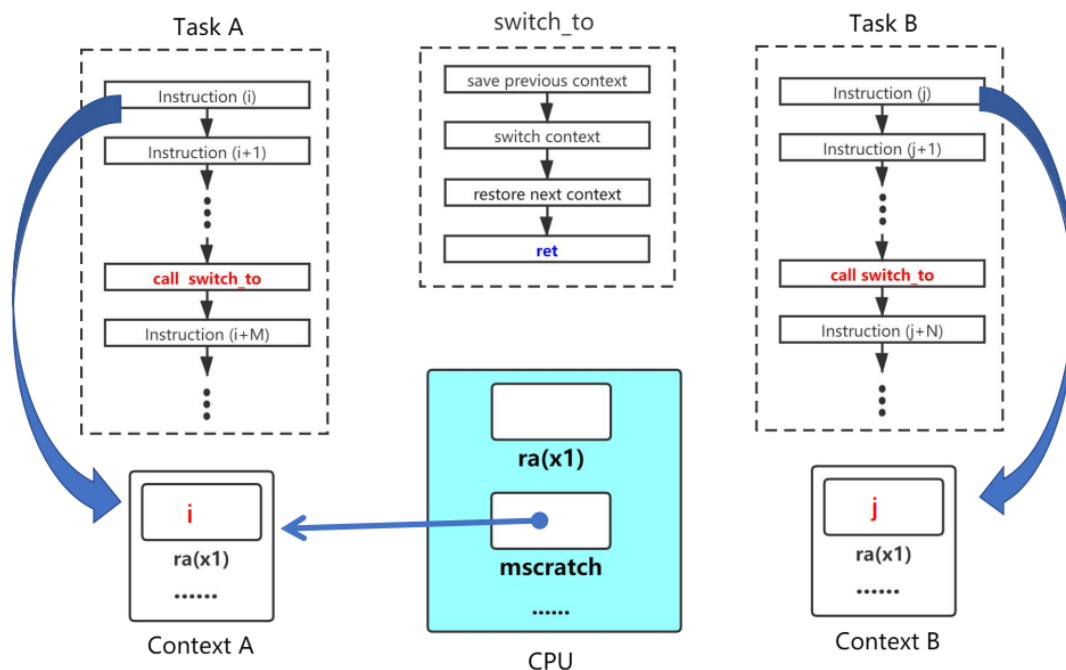 Task A
Instruction (i)
Instruction (i+1)
call switch_to
Instruction (i+M)
switch_to
save previous context
switch context
restore next context
ret
Task B
Instruction (j)
Instruction (j+1)
call switch_to
Instruction (j+N)
i
ra(x1)
......
Context A
ra(x1)
mscratch
......
CPU
j
ra(x1)
......
Context B